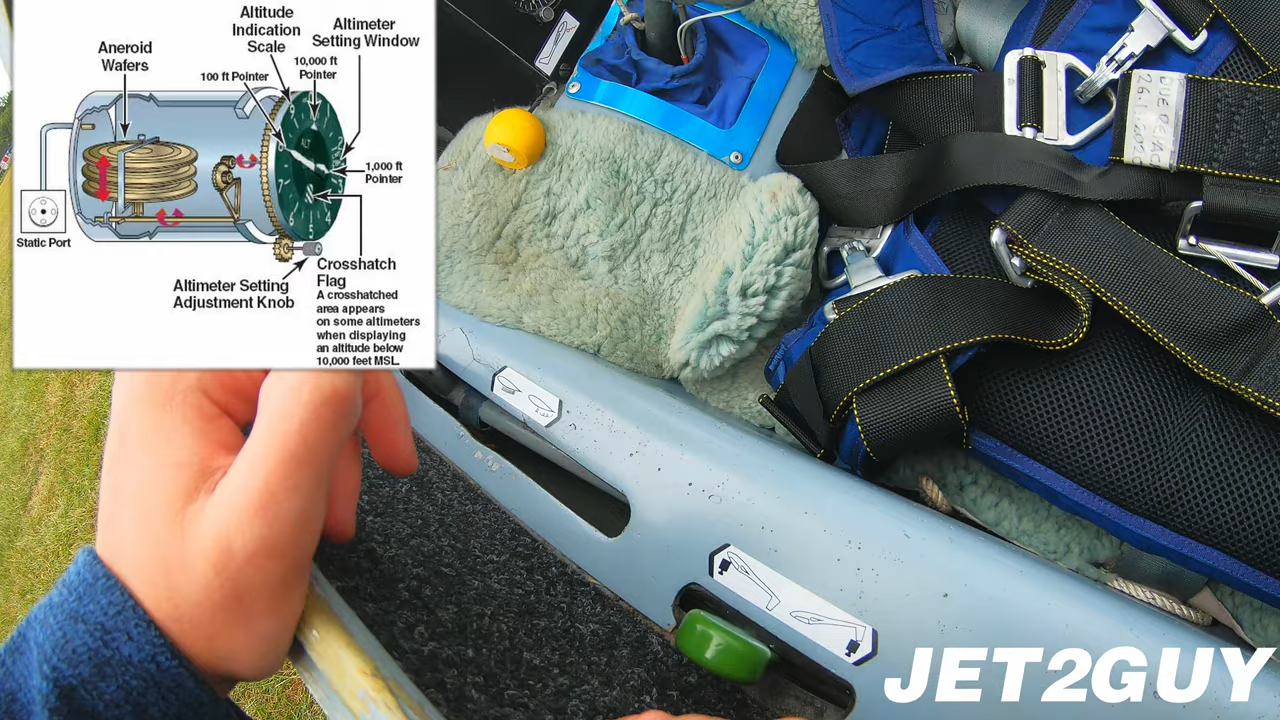 Altitude
Indication
Scale
Altimeter
Setting Window
Aneroid
Wafers
10,000 ft
Pointer
100 ft Pointer
ALT
1,000 ft
Pointer
Static Port
Altimeter Setting
Adjustment Knob
Crosshatch
Flag
A crosshatched
area appears
on some altimeters
when displaying
an altitude below
10,000 feet MSL.
JET2GUY